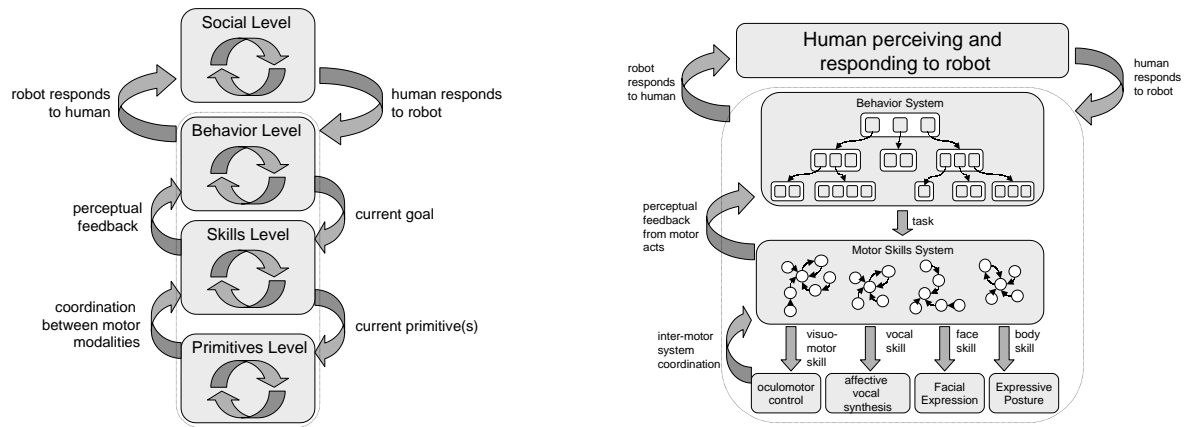 Social Level
robot responds
to human
human responds
to robot
Behavior Level
perceptual
feedback
current goal
Skills Level
coordination
between motor
modalities
current primitive(s)
Primitives Level
Human perceiving and
responding to robot
robot
responds
to human
human
responds
to robot
Behavior System
perceptual
feedback
from motor
acts
task
Motor Skills System
inter-motor
system
coordination
visuo-
motor
skill
vocal
skill
face
skill
body
skill
oculomotor
control
affective
vocal
synthesis
Facial
Expression
Expressive
Posture